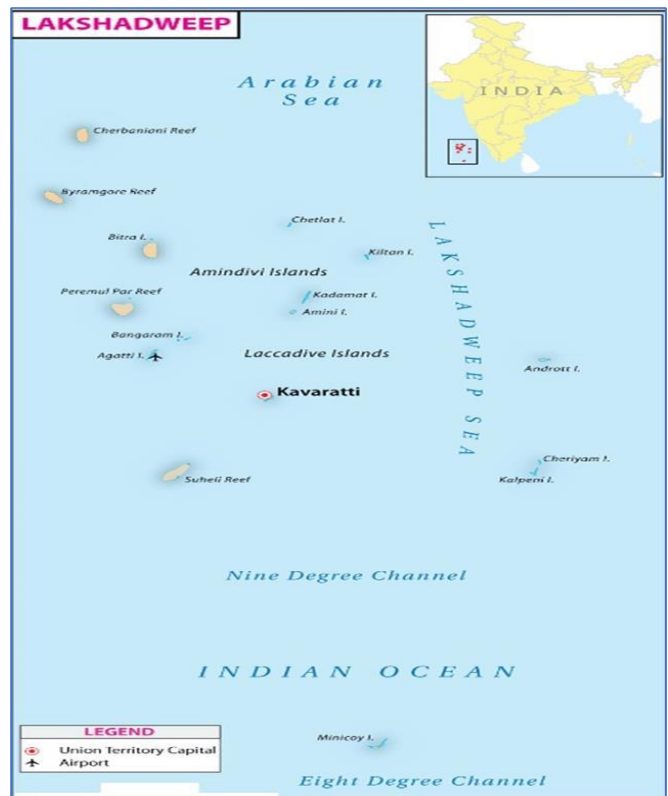 LAKSHADWEEP
INDIA
Arabian
Sea
Cherbaniani Reef
Byramgore Reef
Chetlat I.
Bitra I.
Kiltan I.
LAKSHADWEEP SEA
Amindivi Islands
Peremul Par Reef
Kadamat I.
Amini I.
Bangaram I.
Agatti I.
Laccadive Islands
Andrott I.
Kavaratti
Cheriyam I.
Suheli Reef
Kalpeni I.
Nine Degree Channel
INDIAN OCEAN
LEGEND
Union Territory Capital
Airport
Minicoy I.
Eight Degree Channel